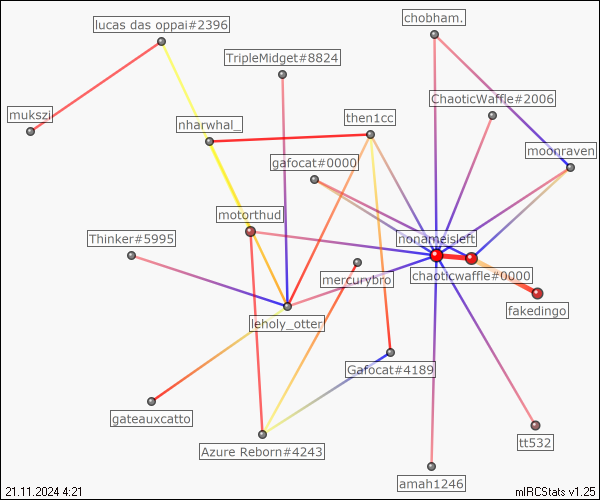 chobham.
lucas das oppai#2396
TripleMidget#8824
ChaoticWaffle#2006
mukszi
then1cc
nharwhal_
moonraven
gafocat#0000
motorthud
Thinker#5995
nonameisleft
chaoticwaffle#0000
mercurybro
fakedingo
leholy_otter
Gafocat#4189
gateauxcatto
tt532
Azure Reborn#4243
amah1246
21.11.2024 4:21
mIRCStats v1.25